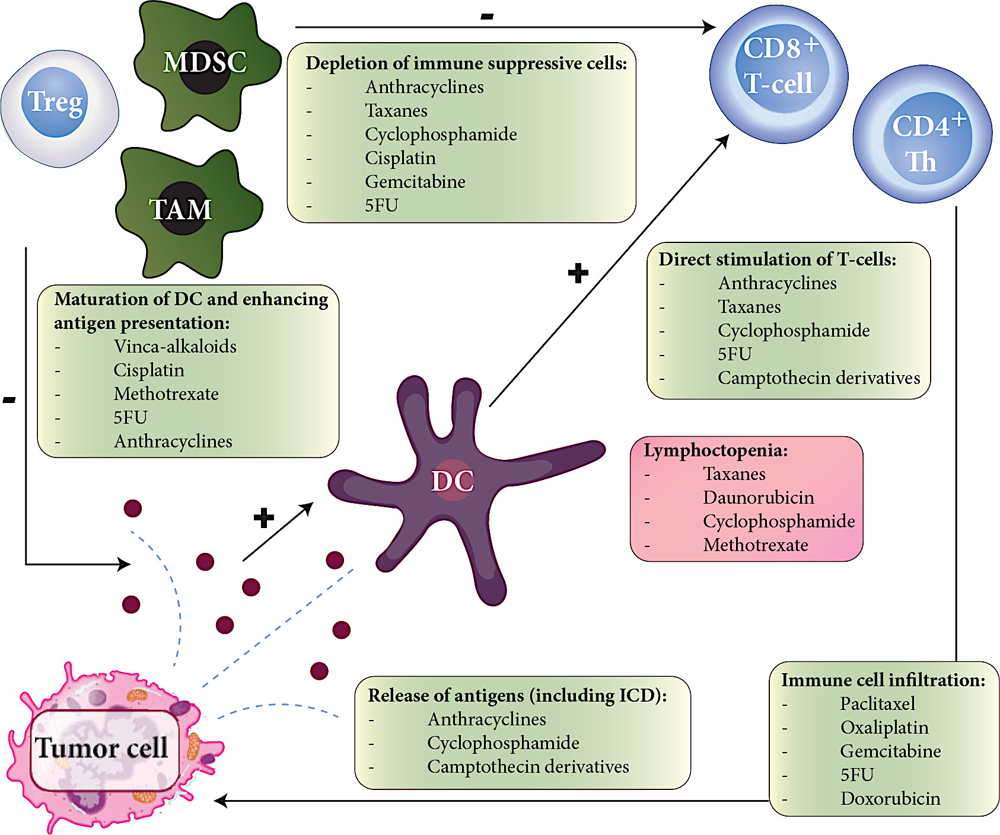 MDSC
Treg
TAM
-
CD8+
T-cell
CD4+
Th
Depletion of immune suppressive cells:
- Anthracyclines
- Taxanes
- Cyclophosphamide
- Cisplatin
- Gemcitabine
- 5FU
+
Direct stimulation of T-cells:
- Anthracyclines
- Taxanes
- Cyclophosphamide
- 5FU
- Camptothecin derivatives
Maturation of DC and enhancing
antigen presentation:
- Vinca-alkaloids
- Cisplatin
- Methotrexate
- 5FU
- Anthracyclines
-
DC
+
Lymphoctopenia:
- Taxanes
- Daunorubicin
- Cyclophosphamide
- Methotrexate
Tumor cell
Release of antigens (including ICD):
- Anthracyclines
- Cyclophosphamide
- Camptothecin derivatives
Immune cell infiltration:
- Paclitaxel
- Oxaliplatin
- Gemcitabine
- 5FU
- Doxorubicin